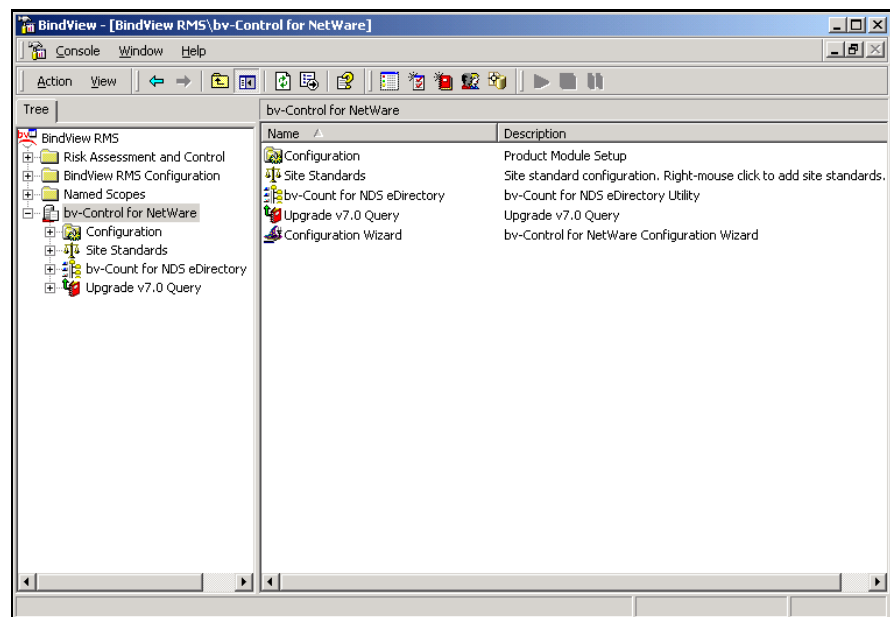 BindView - [BindView RMS\bv-Control for NetWare]
Console Window Help
Action View
Tree
bv-Control for NetWare
BindView RMS
Risk Assessment and Control
BindView RMS Configuration
Named Scopes
bv-Control for NetWare
Configuration
Site Standards
bv-Count for NDS eDirectory
Upgrade v7.0 Query
Name Description
Configuration Product Module Setup
Site Standards Site standard configuration. Right-mouse click to add site standards.
bv-Count for NDS eDirectory bv-Count for NDS eDirectory Utility
Upgrade v7.0 Query Upgrade v7.0 Query
Configuration Wizard bv-Control for NetWare Configuration Wizard